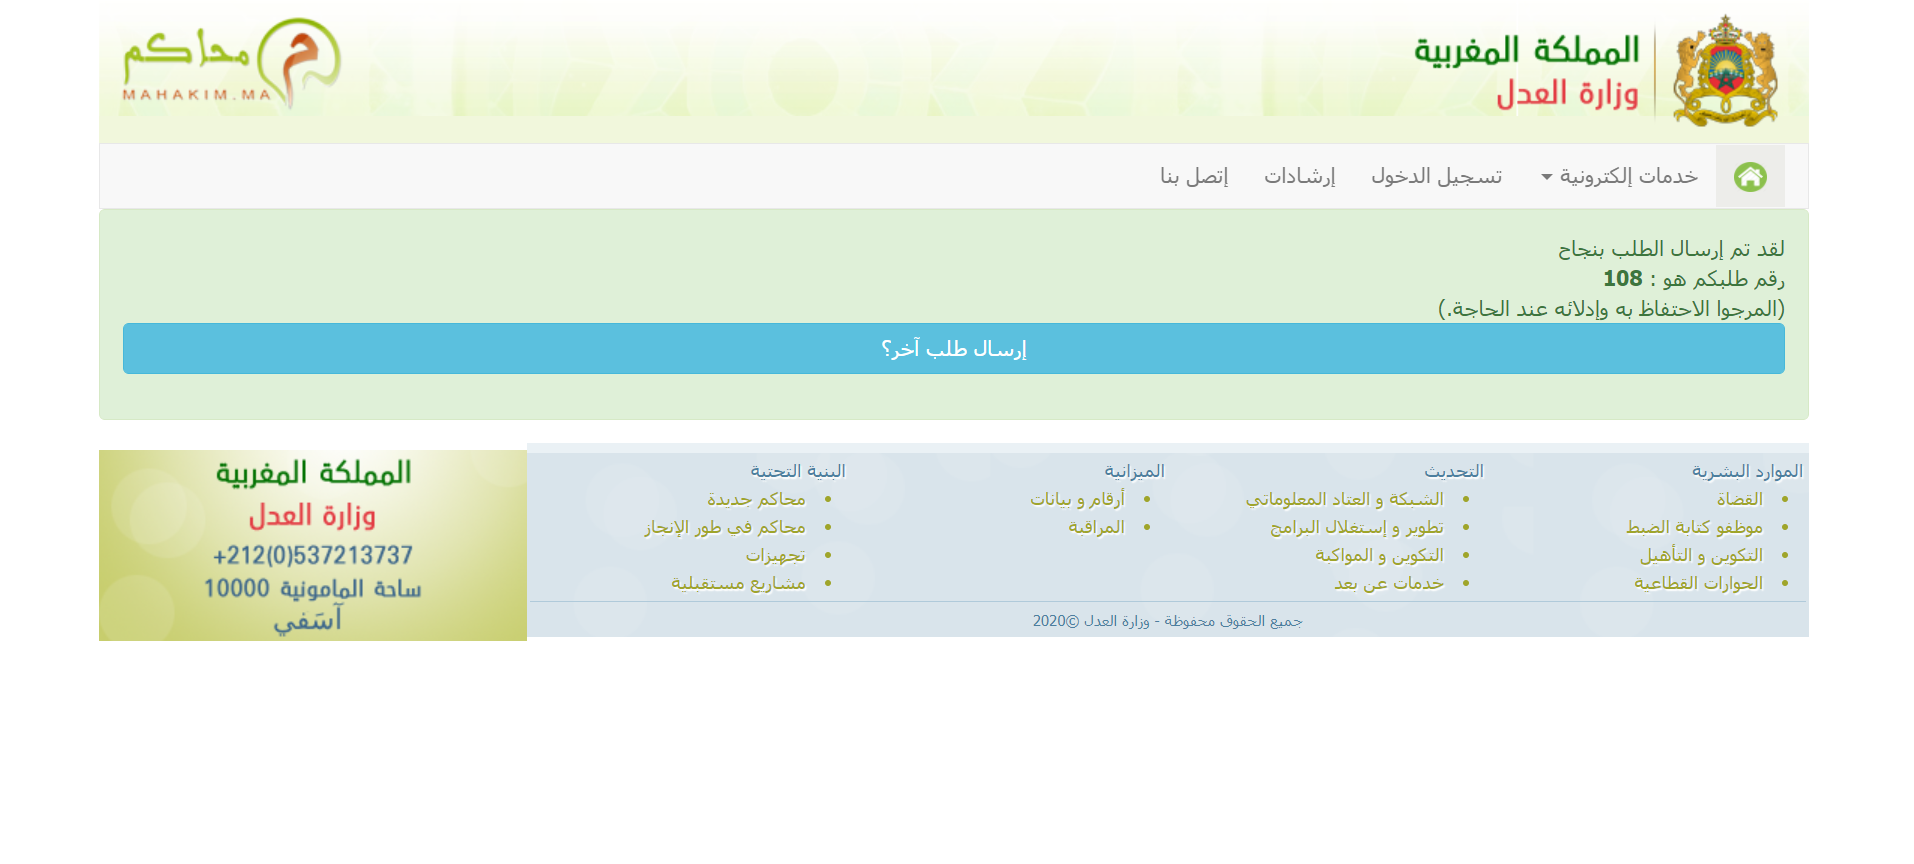 المملكة المغربية
وزارة العدل
محاكم
MAHAKIM.MA
خدمات إلكترونية
تسجيل الدخول
إرشادات
إتصل بنا
لقد تم إرسال الطلب بنجاح
رقم طلبكم هو : 108
(المرجوا الاحتفاظ به وإدلائه عند الحاجة.)
إرسال طلب آخر؟
الموارد البشرية
القضاة
موظفو كتابة الضبط
التكوين و التأهيل
الحوارات القطاعية
التحديث
الشبكة و العتاد المعلوماتي
تطوير و إستغلال البرامج
التكوين و المواكبة
خدمات عن بعد
الميزانية
أرقام و بيانات
المراقبة
البنية التحتية
محاكم جديدة
محاكم في طور الإنجاز
تجهيزات
مشاريع مستقبلية
جميع الحقوق محفوظة - وزارة العدل ©2020
المملكة المغربية
وزارة العدل
+212(0)537213737
ساحة المامونية 10000
آسَفي